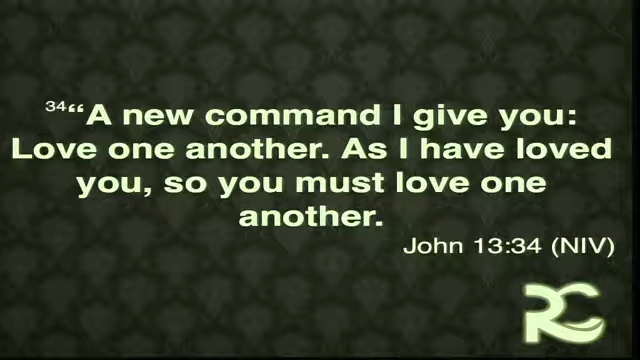 34“A new command I give you:
Love one another. As I have loved
you, so you must love one
another.
John 13:34 (NIV)
RC